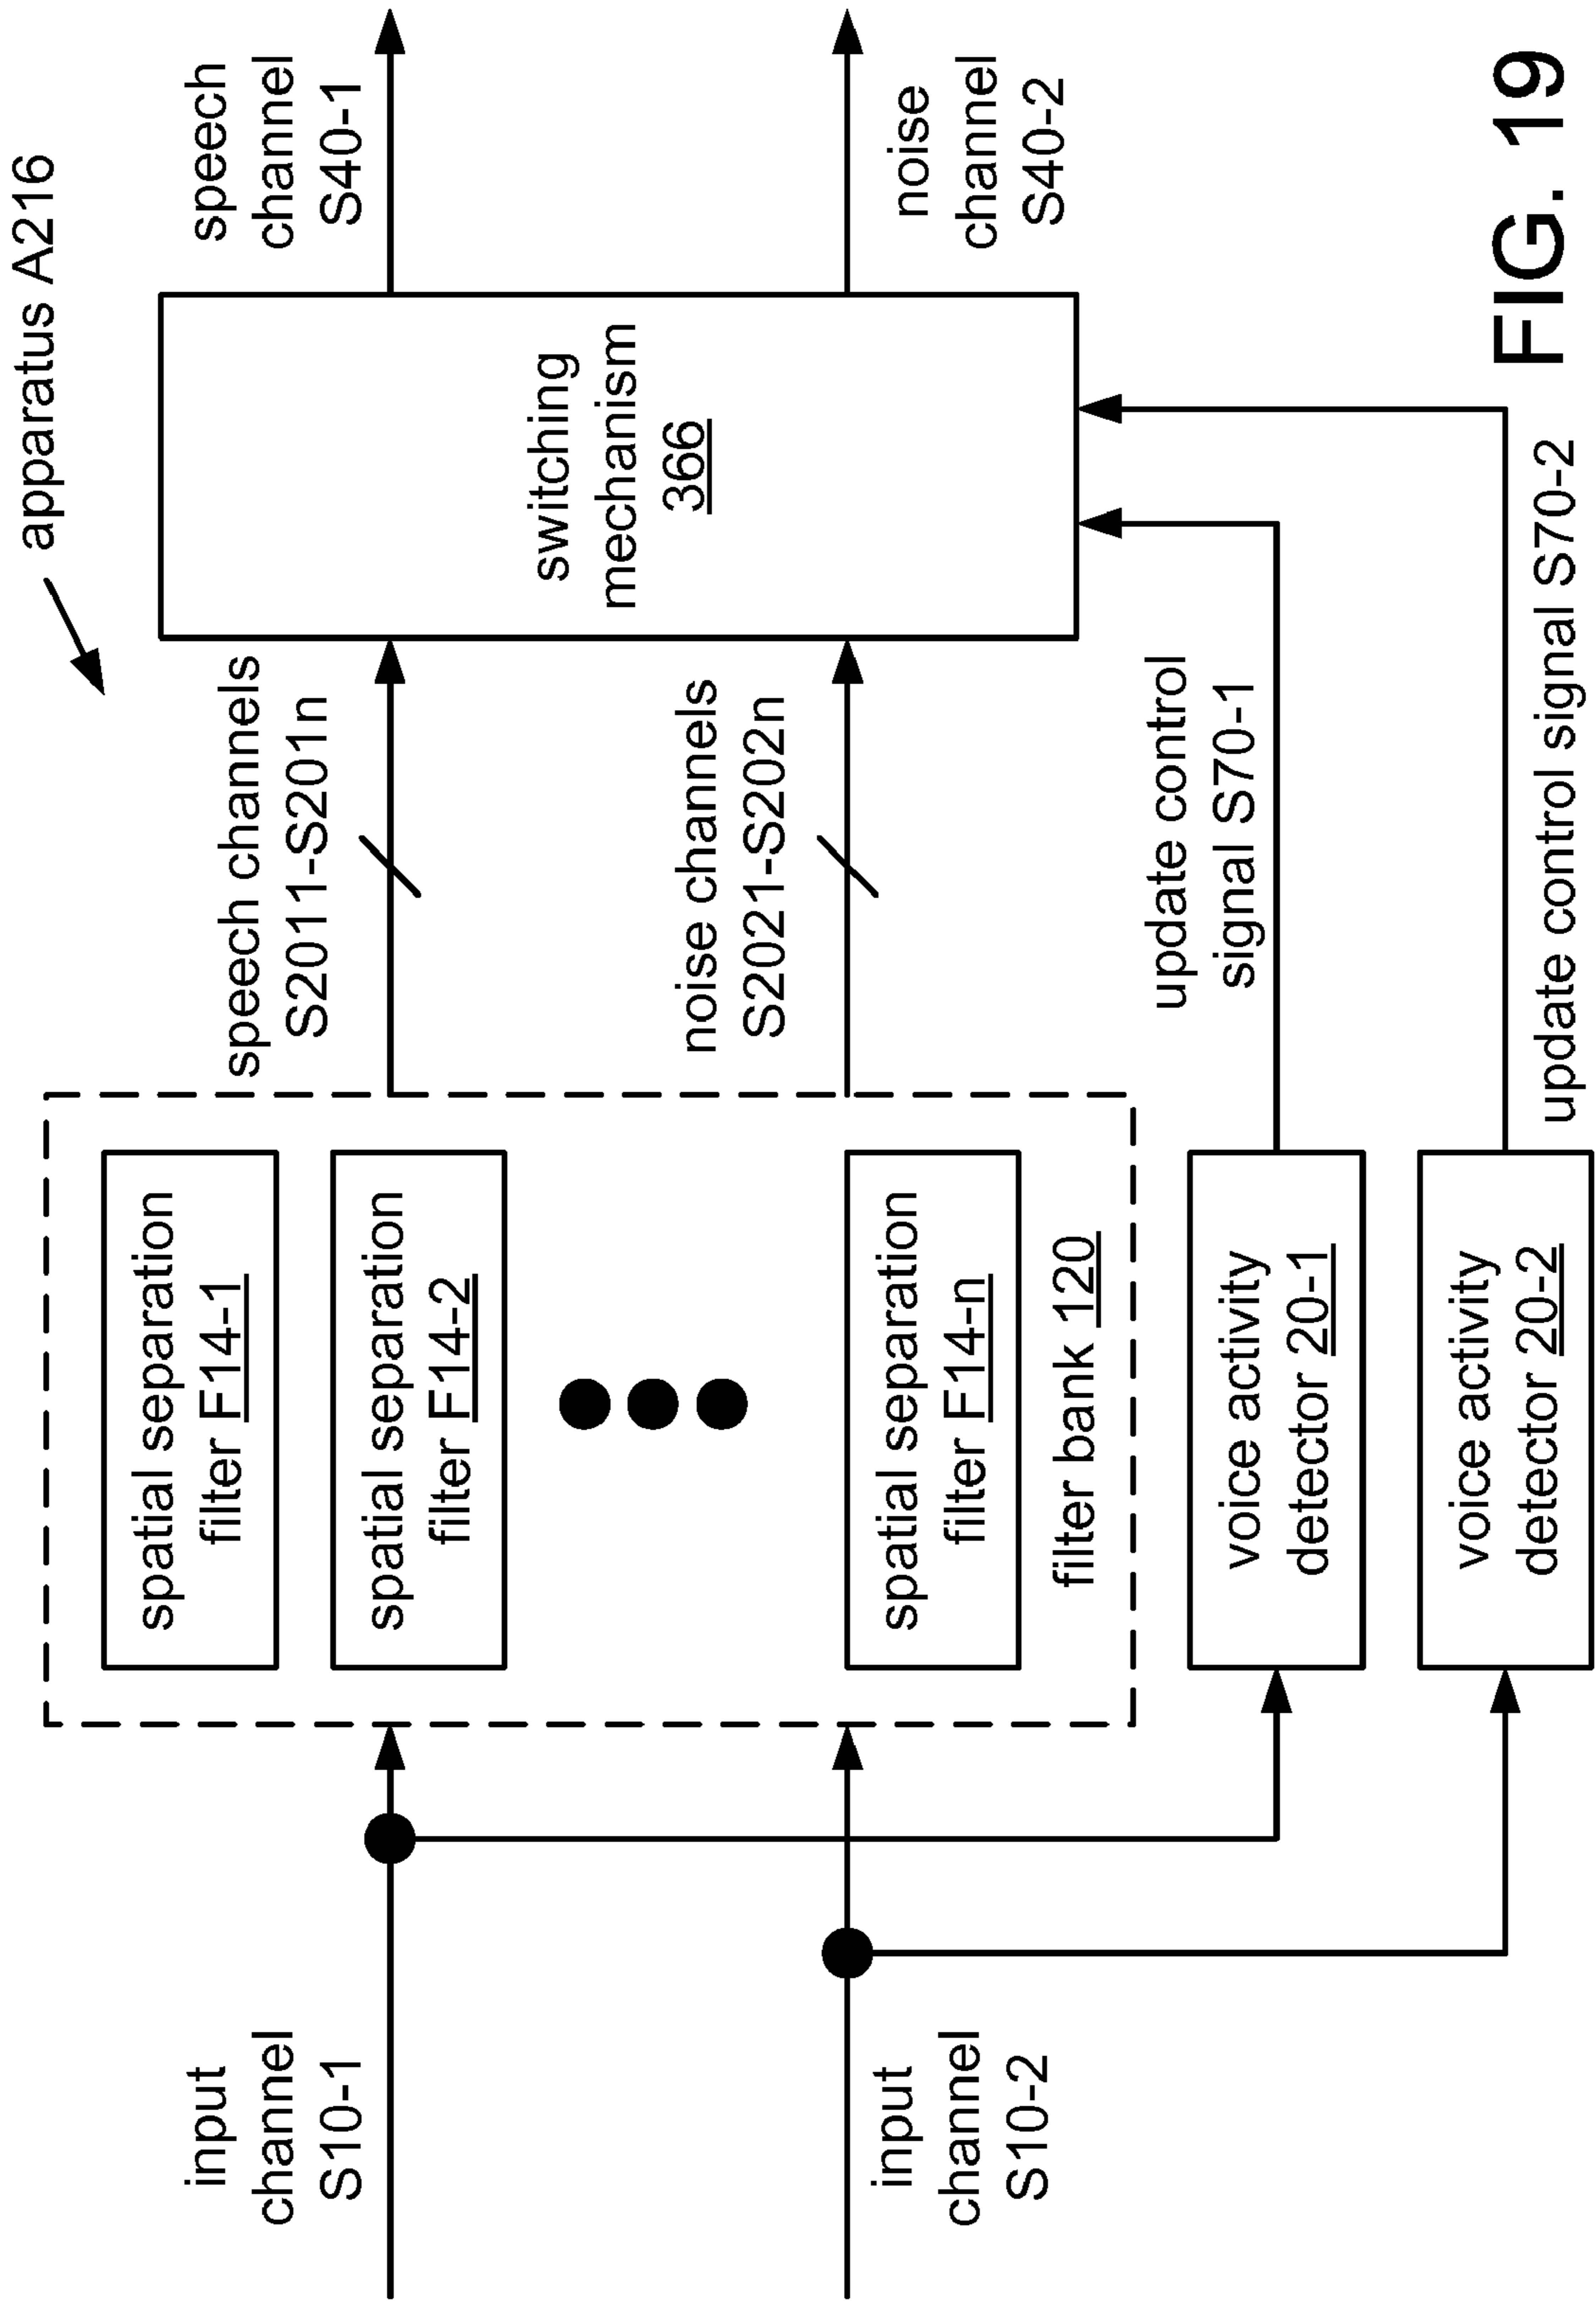 apparatus A216
input
channel
S10-1
input
channel
S10-2
spatial separation
filter F14-1
spatial separation
filter F14-2
spatial separation
filter F14-n
filter bank 120
voice activity
detector 20-1
voice activity
detector 20-2
speech channels
S2011-S201n
noise channels
S2021-S202n
update control
signal S70-1
update control signal S70-2
switching
mechanism
366
speech
channel
S40-1
noise
channel
S40-2
FIG. 19